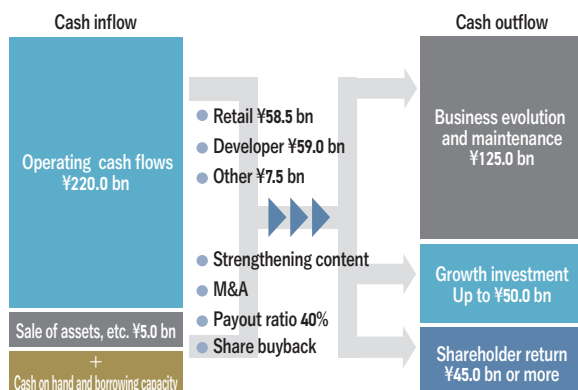 Cash inflow
Operating cash flows
¥220.0 bn
Sale of assets, etc. ¥5.0 bn
+
Cash on hand and borrowing capacity
Retail ¥58.5 bn
Developer ¥59.0 bn
Other ¥7.5 bn
Strengthening content
M&A
Payout ratio 40%
Share buyback
Cash outflow
Business evolution
and maintenance
¥125.0 bn
Growth investment
Up to ¥50.0 bn
Shareholder return
¥45.0 bn or more